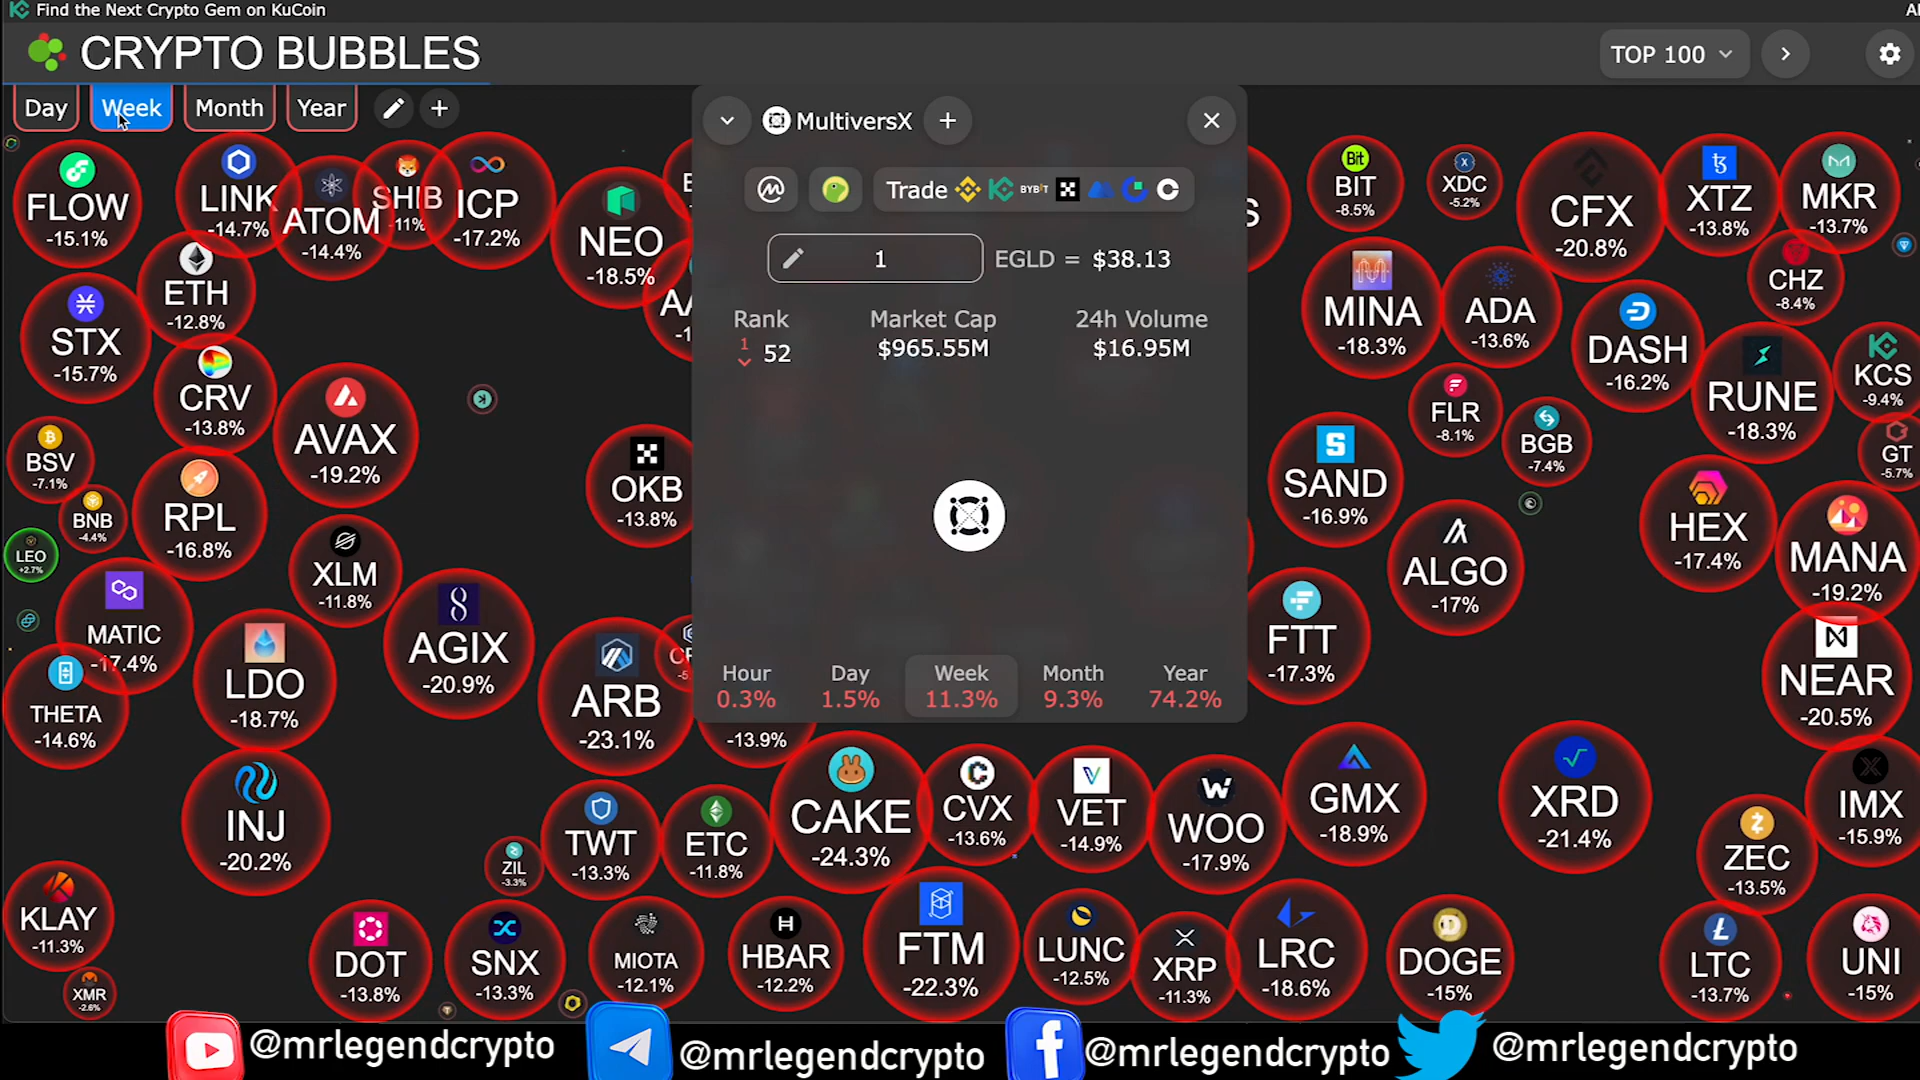 Find the Next Crypto Gem on KuCoin
CRYPTO BUBBLES
TOP 100
Day
Week
Month
Year
MultiversX
Trade
BYBIT
1
EGLD = $38.13
Rank
Market Cap
24h Volume
1
52
$965.55M
$16.95M
Hour
Day
Week
Month
Year
0.3%
1.5%
11.3%
9.3%
74.2%
FLOW
-15.1%
LINK
-14.7%
ATOM
-14.4%
SHIB
-11%
ICP
-17.2%
NEO
-18.5%
ETH
-12.8%
STX
-15.7%
CRV
-13.8%
AVAX
-19.2%
BSV
-7.1%
BNB
-4.4%
RPL
-16.8%
OKB
-13.8%
LEO
+2.7%
XLM
-11.8%
MATIC
-17.4%
LDO
-18.7%
AGIX
-20.9%
ARB
-23.1%
THETA
-14.6%
INJ
-20.2%
-13.9%
TWT
-13.3%
ETC
-11.8%
ZIL
-3.3%
CAKE
-24.3%
CVX
-13.6%
VET
-14.9%
WOO
-17.9%
GMX
-18.9%
KLAY
-11.3%
XMR
-2.6%
DOT
-13.8%
SNX
-13.3%
MIOTA
-12.1%
HBAR
-12.2%
FTM
-22.3%
LUNC
-12.5%
XRP
-11.3%
LRC
-18.6%
DOGE
-15%
Bit
BIT
-8.5%
XDC
-5.2%
CFX
-20.8%
XTZ
-13.8%
MKR
-13.7%
MINA
-18.3%
ADA
-13.6%
CHZ
-8.4%
DASH
-16.2%
RUNE
-18.3%
KCS
-9.4%
FLR
-8.1%
BGB
-7.4%
GT
-5.7%
SAND
-16.9%
HEX
-17.4%
ALGO
-17%
MANA
-19.2%
FTT
-17.3%
NEAR
-20.5%
XRD
-21.4%
IMX
-15.9%
ZEC
-13.5%
LTC
-13.7%
UNI
-15%
@mrlegendcrypto
@mrlegendcrypto
@mrlegendcrypto
@mrlegendcrypto